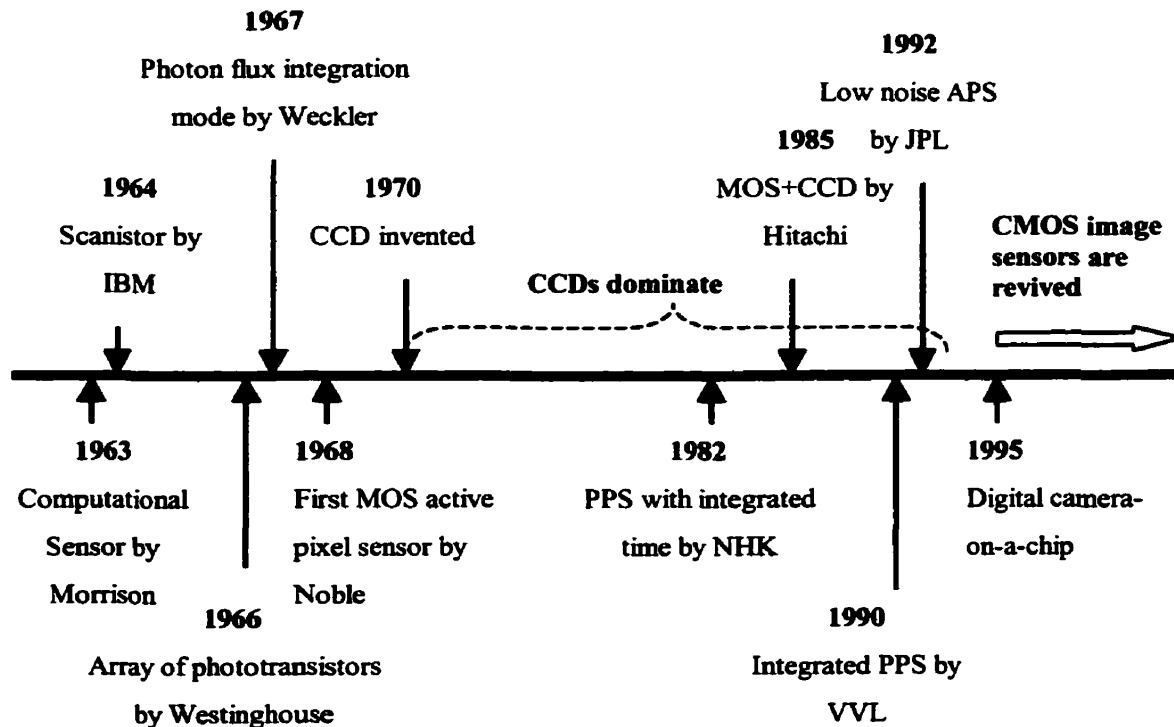 1967
Photon flux integration
mode by Weckler
1992
Low noise APS
by JPL
1985
MOS+CCD by
Hitachi
1964
Scanistor by
IBM
1970
CCD invented
CCDs dominate
CMOS image
sensors are
revived
1963
Computational
Sensor by
Morrison
1968
First MOS active
pixel sensor by
Noble
1982
PPS with integrated
time by NHK
1995
Digital camera-
on-a-chip
1966
Array of phototransistors
by Westinghouse
1990
Integrated PPS by
VVL